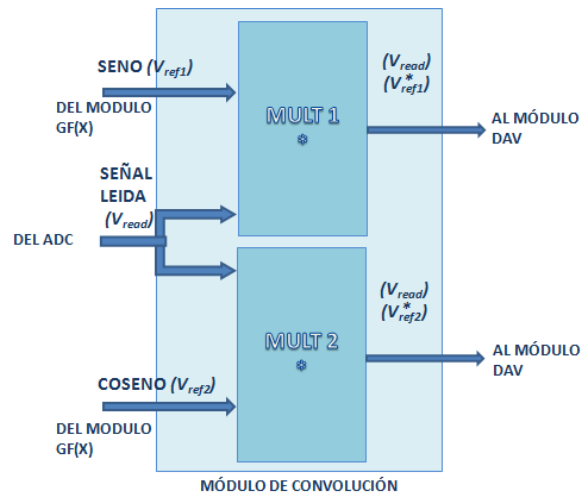 SENO (Vref1)
DEL MODULO
GF(X)
MULT 1
*
(Vread)
(V*ref1)
AL MÓDULO
DAV
SEÑAL
LEIDA
(Vread)
DEL ADC
MULT 2
*
(Vread)
(V*ref2)
AL MÓDULO
DAV
COSENO (Vref2)
DEL MODULO
GF(X)
MÓDULO DE CONVOLUCIÓN